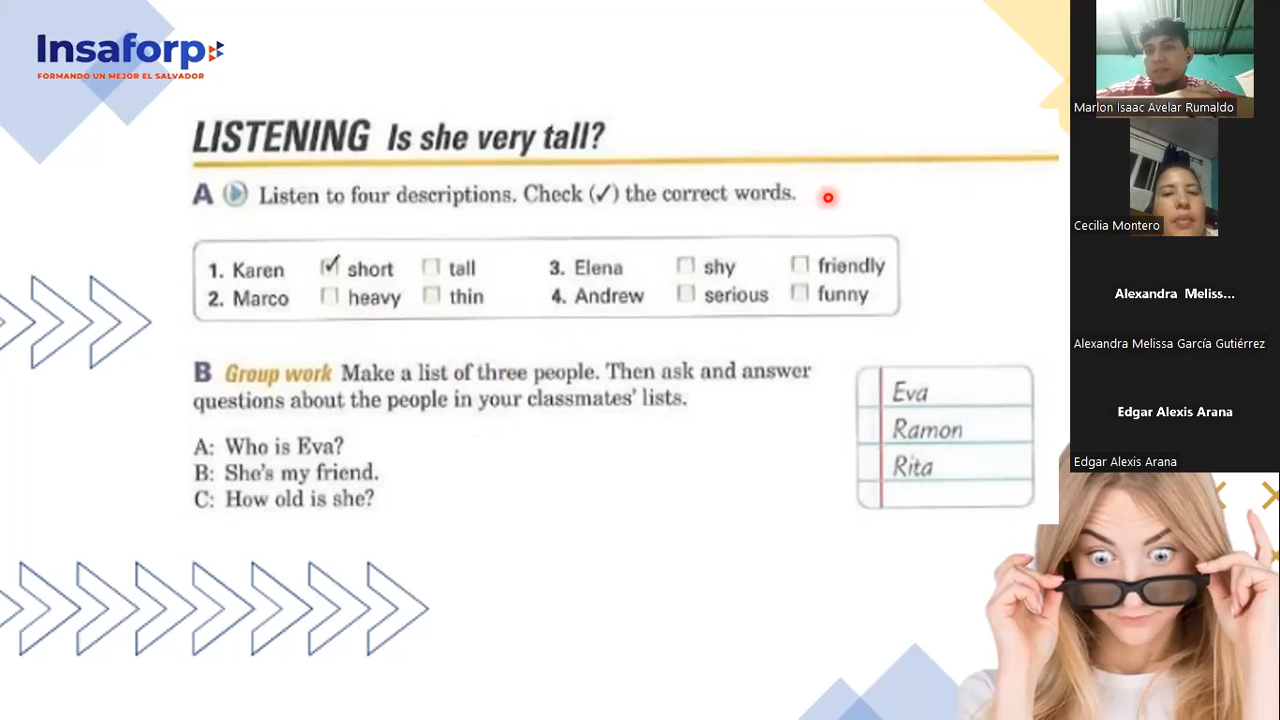 Insaforp
FORMANDO UN MEJOR EL SALVADOR
LISTENING Is she very tall?
A Listen to four descriptions. Check (✓) the correct words.
1. Karen ✓ short tall 3. Elena shy friendly
2. Marco heavy thin 4. Andrew serious funny
B Group work Make a list of three people. Then ask and answer
questions about the people in your classmates' lists.
A: Who is Eva?
B: She's my friend.
C: How old is she?
Eva
Ramon
Rita
Marlon Isaac Avelar Rumaldo
Cecilia Montero
Alexandra Meliss...
Alexandra Melissa García Gutiérrez
Edgar Alexis Arana
Edgar Alexis Arana